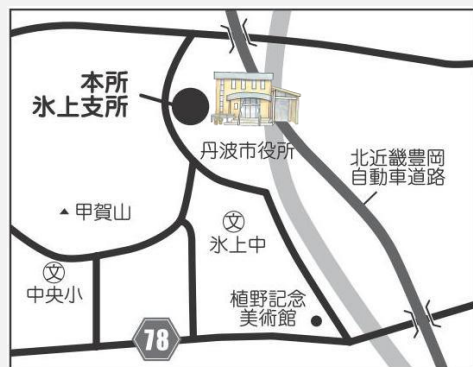 本所
氷上支所
丹波市役所
北近畿豊岡
自動車道路
▲甲賀山
文
氷上中
文
中央小
植野記念
美術館
78